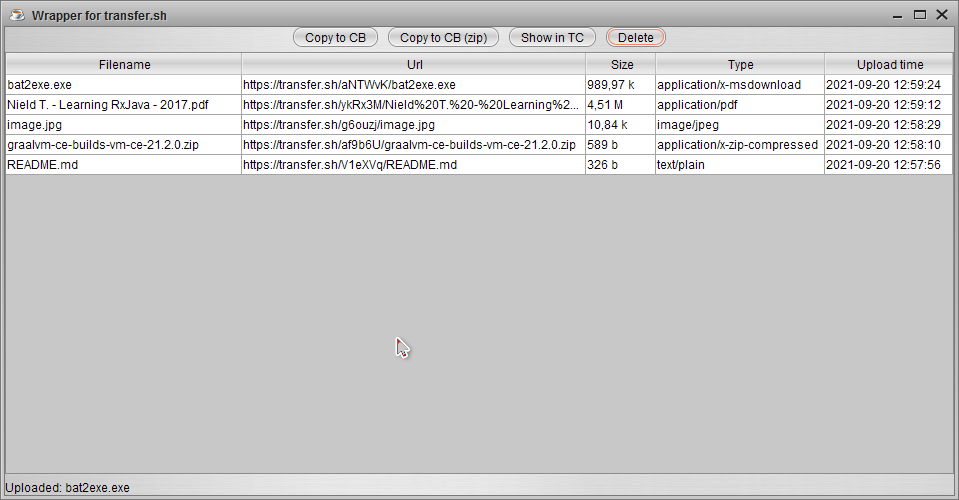 Wrapper for transfer.sh
Copy to CB Copy to CB (zip) Show in TC Delete
Filename Url Size Type Upload time
bat2exe.exe https://transfer.sh/aNTWvK/bat2exe.exe 989,97 k application/x-msdownload 2021-09-20 12:59:24
Nield T. - Learning RxJava - 2017.pdf https://transfer.sh/ykRx3M/Nield%20T.%20-%20Learning%2... 4,51 M application/pdf 2021-09-20 12:59:12
image.jpg https://transfer.sh/g6ouzj/image.jpg 10,84 k image/jpeg 2021-09-20 12:58:29
graalvm-ce-builds-vm-ce-21.2.0.zip https://transfer.sh/af9b6U/graalvm-ce-builds-vm-ce-21.2.0.zip 589 b application/x-zip-compressed 2021-09-20 12:58:10
README.md https://transfer.sh/V1eXVq/README.md 326 b text/plain 2021-09-20 12:57:56
Uploaded: bat2exe.exe